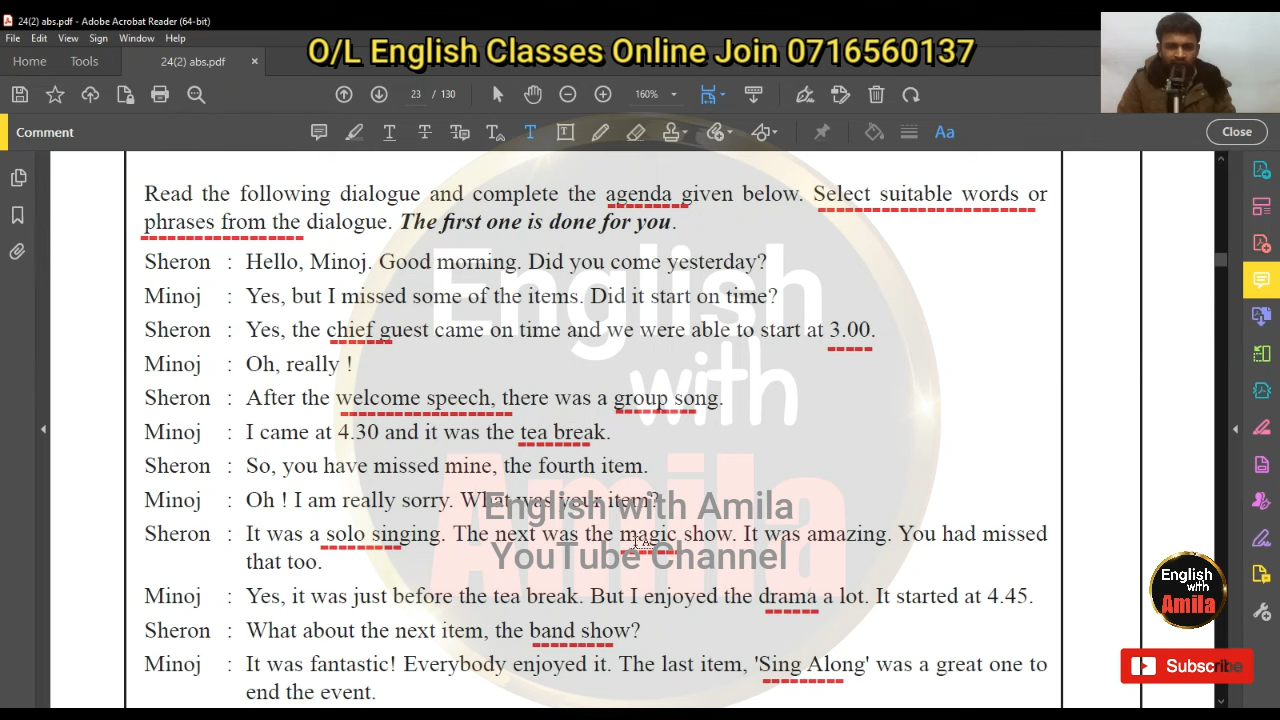 24(2) abs.pdf - Adobe Acrobat Reader (64-bit)
File Edit View Sign Window Help
O/L English Classes Online Join 0716560137
Home Tools 24(2) abs.pdf ×
23 / 130 160%
Comment
Aa
Close
Read the following dialogue and complete the agenda given below. Select suitable words or
phrases from the dialogue. The first one is done for you.
Sheron : Hello, Minoj. Good morning. Did you come yesterday?
Minoj : Yes, but I missed some of the items. Did it start on time?
Sheron : Yes, the chief guest came on time and we were able to start at 3.00.
Minoj : Oh, really !
Sheron : After the welcome speech, there was a group song.
Minoj : I came at 4.30 and it was the tea break.
Sheron : So, you have missed mine, the fourth item.
Minoj : Oh ! I am really sorry. What was your item?
Sheron : It was a solo singing. The next was the magic show. It was amazing. You had missed
that too.
Minoj : Yes, it was just before the tea break. But I enjoyed the drama a lot. It started at 4.45.
Sheron : What about the next item, the band show?
Minoj : It was fantastic! Everybody enjoyed it. The last item, 'Sing Along' was a great one to
end the event.
English
with
Amila
English with Amila
YouTube Channel
English
with
Amila
Subscribe